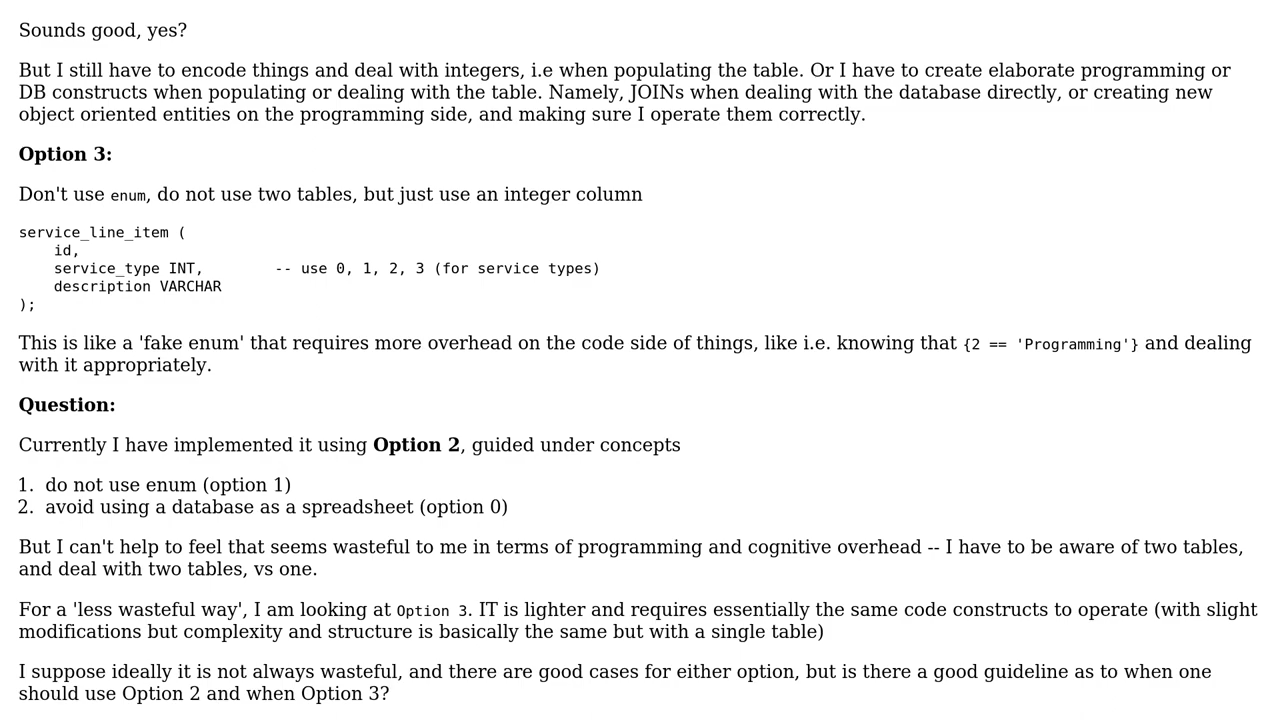 Sounds good, yes?
But I still have to encode things and deal with integers, i.e when populating the table. Or I have to create elaborate programming or
DB constructs when populating or dealing with the table. Namely, JOINs when dealing with the database directly, or creating new
object oriented entities on the programming side, and making sure I operate them correctly.
Option 3:
Don't use enum, do not use two tables, but just use an integer column
service_line_item (
    id,
    service_type INT,        -- use 0, 1, 2, 3 (for service types)
    description VARCHAR
);
This is like a 'fake enum' that requires more overhead on the code side of things, like i.e. knowing that {2 == 'Programming'} and dealing
with it appropriately.
Question:
Currently I have implemented it using Option 2, guided under concepts
1. do not use enum (option 1)
2. avoid using a database as a spreadsheet (option 0)
But I can't help to feel that seems wasteful to me in terms of programming and cognitive overhead -- I have to be aware of two tables,
and deal with two tables, vs one.
For a 'less wasteful way', I am looking at Option 3. IT is lighter and requires essentially the same code constructs to operate (with slight
modifications but complexity and structure is basically the same but with a single table)
I suppose ideally it is not always wasteful, and there are good cases for either option, but is there a good guideline as to when one
should use Option 2 and when Option 3?